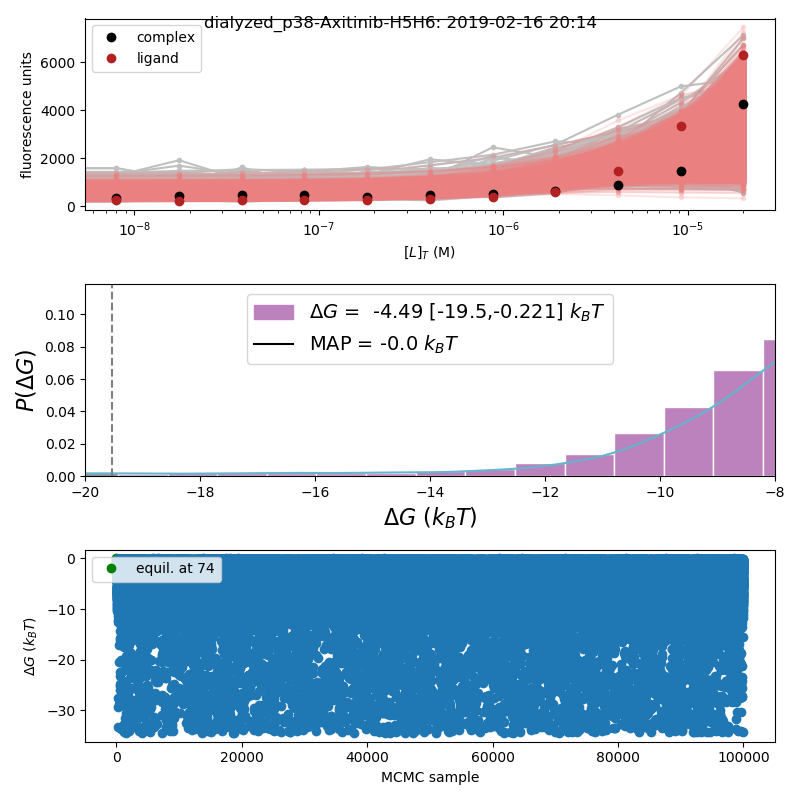 dialyzed_p38-Axitinib-H5H6: 2019-02-16 20:14
complex
ligand
fluorescence units
6000
4000
2000
0
10⁻⁸ 10⁻⁷ 10⁻⁶ 10⁻⁵
[L]_T (M)
ΔG = -4.49 [-19.5,-0.221] k_BT
MAP = -0.0 k_BT
P(ΔG)
0.10
0.08
0.06
0.04
0.02
0.00
−20 −18 −16 −14 −12 −10 −8
ΔG (k_BT)
equil. at 74
ΔG (k_BT)
0
−10
−20
−30
0 20000 40000 60000 80000 100000
MCMC sample